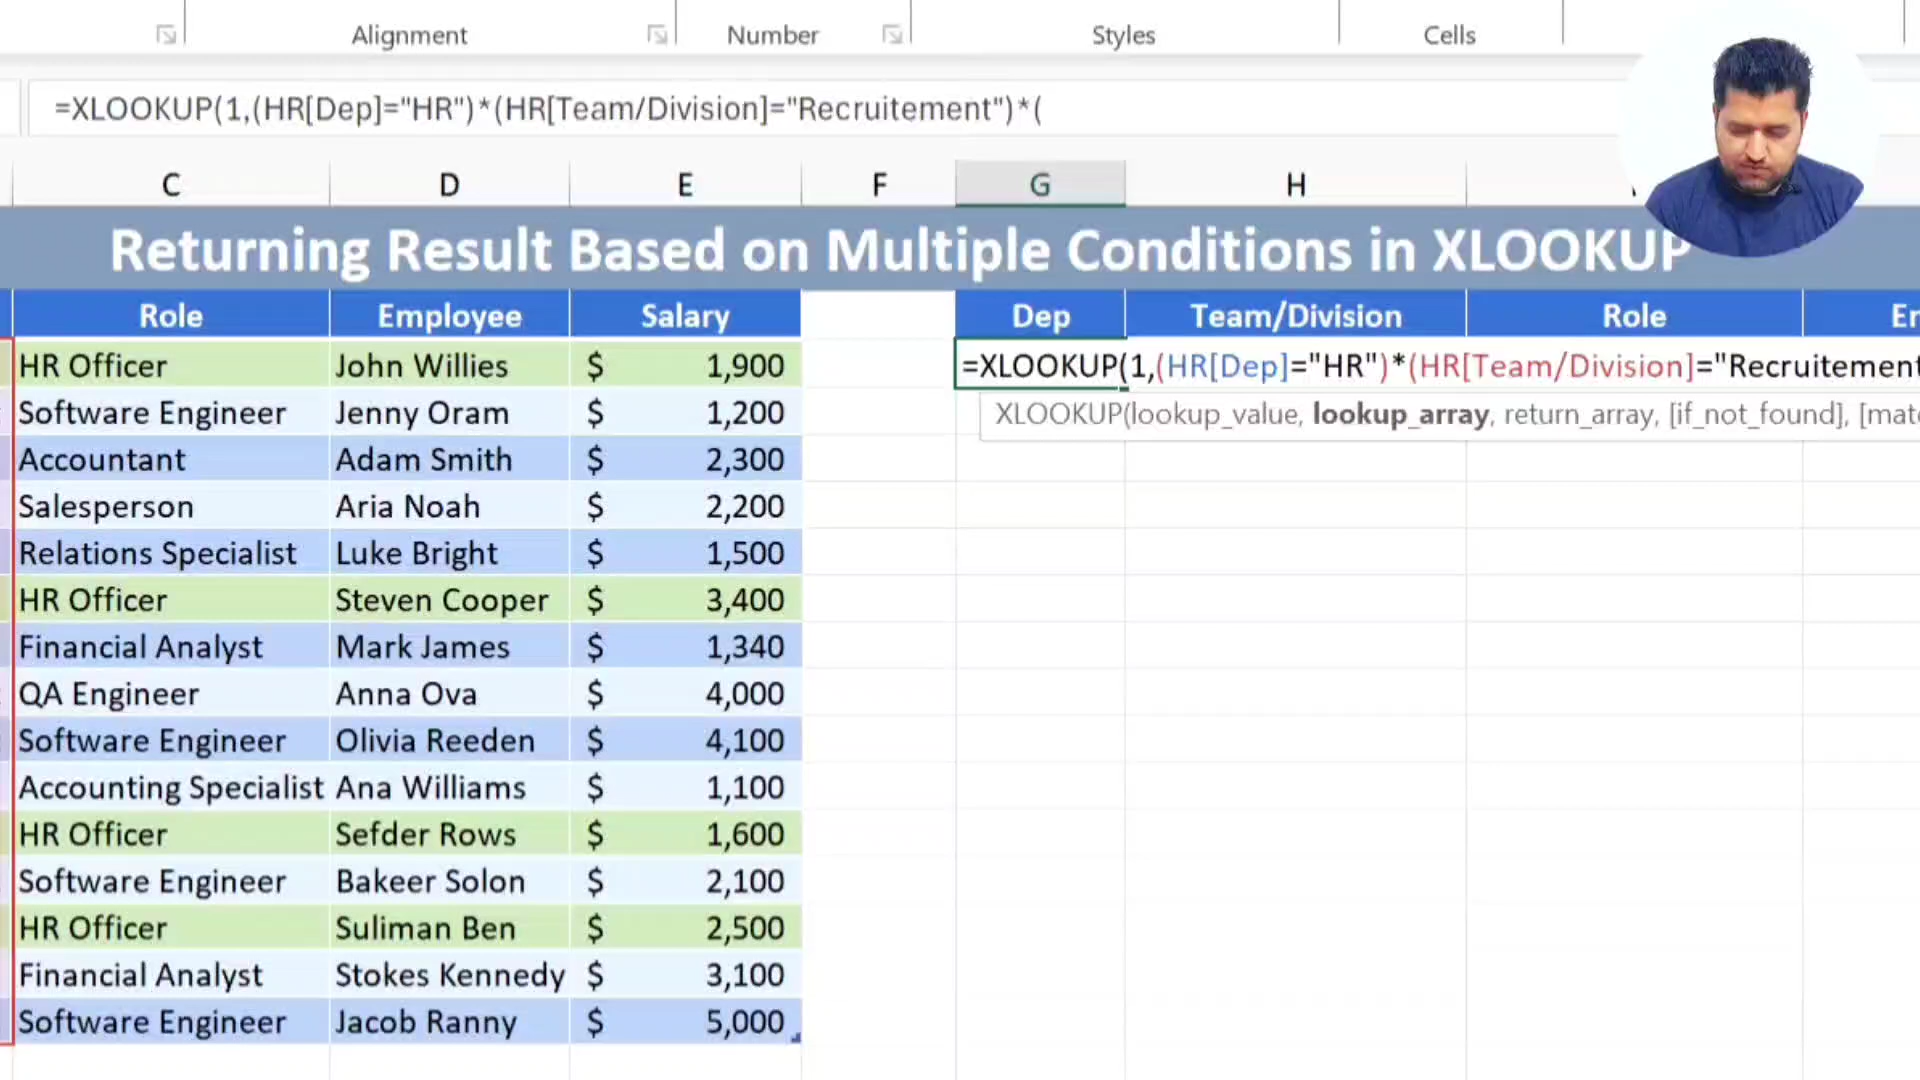 Alignment Number Styles Cells
=XLOOKUP(1,(HR[Dep]="HR")*(HR[Team/Division]="Recruitement")*(
C D E F G H
Returning Result Based on Multiple Conditions in XLOOKUP
Role Employee Salary Dep Team/Division Role
HR Officer John Willies $ 1,900 =XLOOKUP(1,(HR[Dep]="HR")*(HR[Team/Division]="Recruitement
Software Engineer Jenny Oram $ 1,200 XLOOKUP(lookup_value, lookup_array, return_array, [if_not_found], [matc
Accountant Adam Smith $ 2,300
Salesperson Aria Noah $ 2,200
Relations Specialist Luke Bright $ 1,500
HR Officer Steven Cooper $ 3,400
Financial Analyst Mark James $ 1,340
QA Engineer Anna Ova $ 4,000
Software Engineer Olivia Reeden $ 4,100
Accounting Specialist Ana Williams $ 1,100
HR Officer Sefder Rows $ 1,600
Software Engineer Bakeer Solon $ 2,100
HR Officer Suliman Ben $ 2,500
Financial Analyst Stokes Kennedy $ 3,100
Software Engineer Jacob Ranny $ 5,000